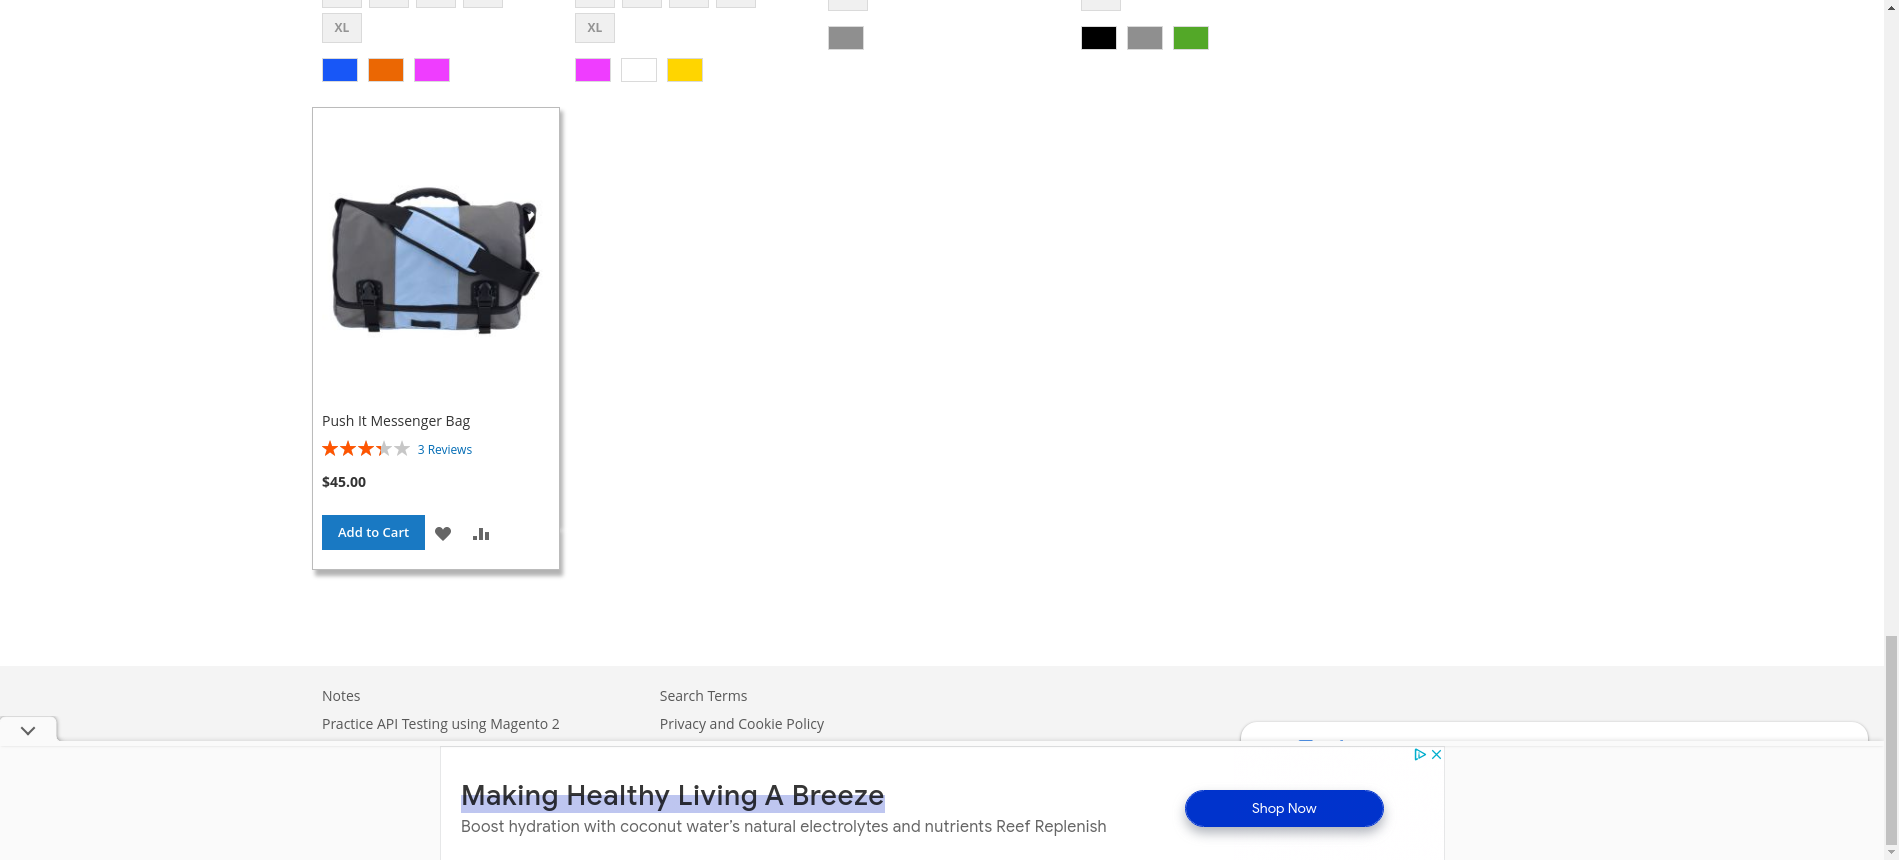 XL
XL
Push It Messenger Bag
3 Reviews
$45.00
Add to Cart
Notes
Search Terms
Practice API Testing using Magento 2
Privacy and Cookie Policy
Making Healthy Living A Breeze
Boost hydration with coconut water’s natural electrolytes and nutrients Reef Replenish
Shop Now